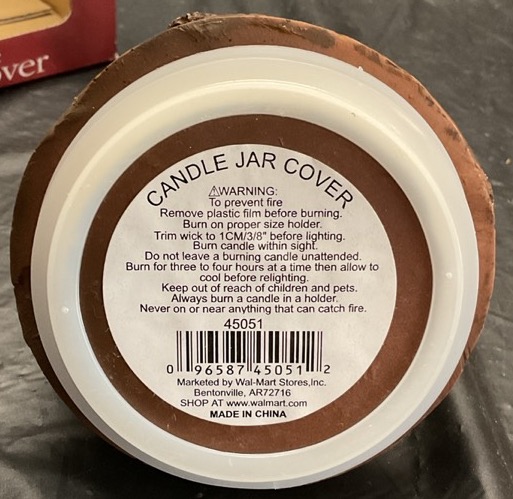 over
CANDLE JAR COVER
⚠WARNING:
To prevent fire
Remove plastic film before burning.
Burn on proper size holder.
Trim wick to 1CM/3/8" before lighting.
Burn candle within sight.
Do not leave a burning candle unattended.
Burn for three to four hours at a time then allow to
cool before relighting.
Keep out of reach of children and pets.
Always burn a candle in a holder.
Never on or near anything that can catch fire.
45051
0 96587 45051 2
Marketed by Wal-Mart Stores,Inc.
Bentonville, AR72716
SHOP AT www.walmart.com
MADE IN CHINA